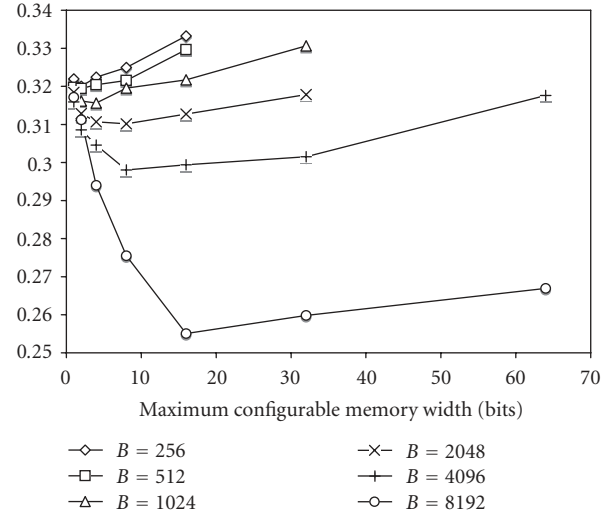 0.34
0.33
0.32
0.31
0.3
0.29
0.28
0.27
0.26
0.25
0 10 20 30 40 50 60 70
Maximum configurable memory width (bits)
B = 256 B = 2048
B = 512 B = 4096
B = 1024 B = 8192